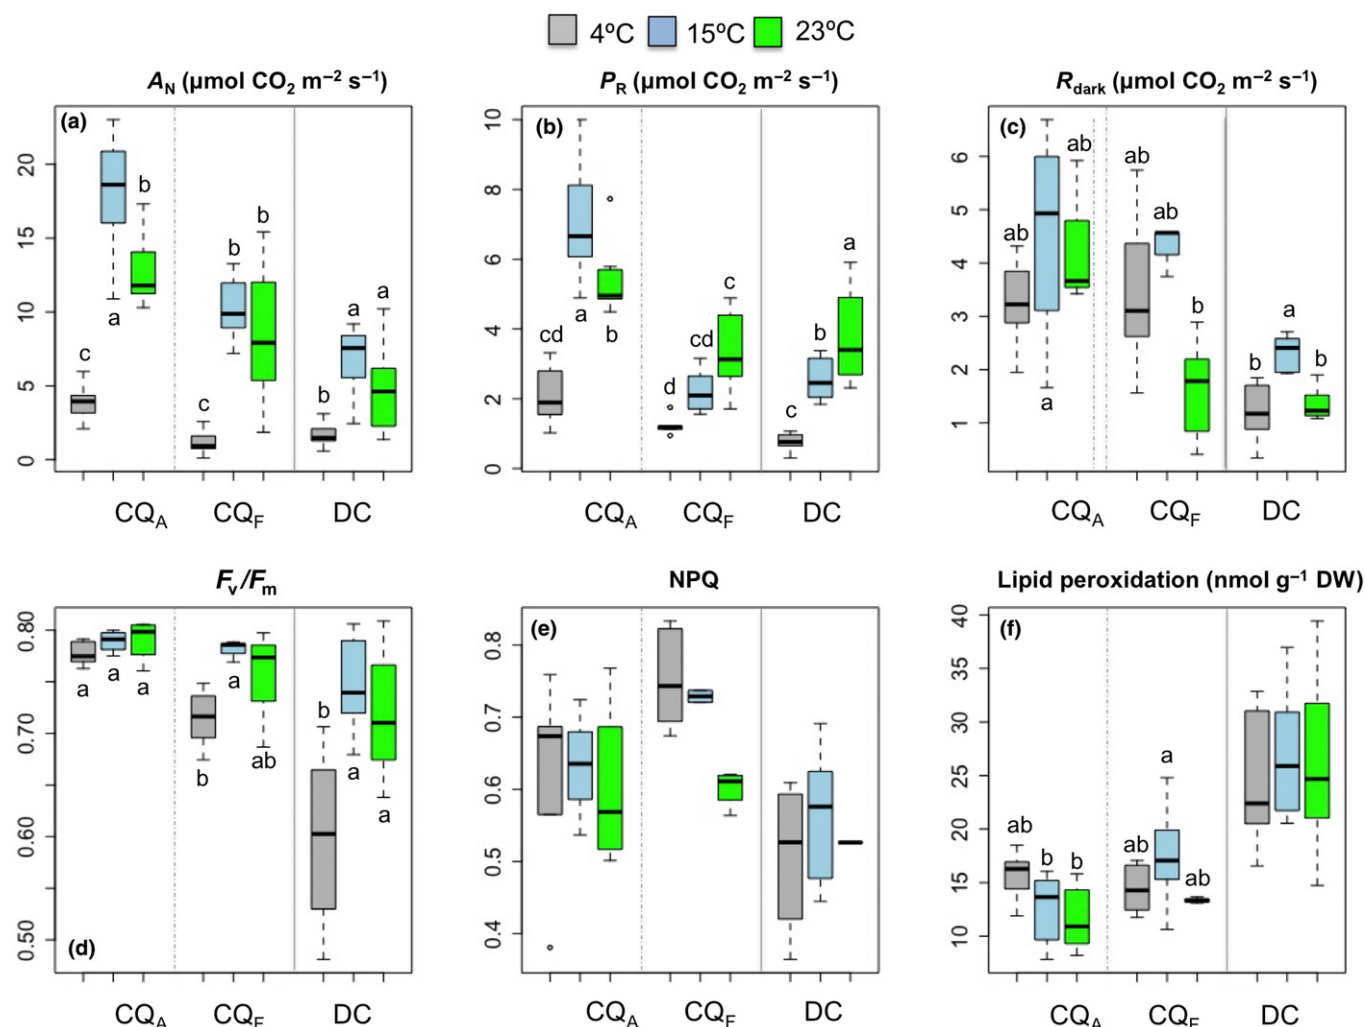 4ºC 15ºC 23ºC
A_N (µmol CO₂ m⁻² s⁻¹)
P_R (µmol CO₂ m⁻² s⁻¹)
R_dark (µmol CO₂ m⁻² s⁻¹)
(a)
20
15
10
5
0
c
a
b
c
b
b
b
a
a
CQ_A CQ_F DC
(b)
10
8
6
4
2
0
cd
a
b
d
cd
c
c
b
a
CQ_A CQ_F DC
(c)
6
5
4
3
2
1
ab
a
ab
ab
ab
b
b
a
b
CQ_A CQ_F DC
F_v/F_m
NPQ
Lipid peroxidation (nmol g⁻¹ DW)
0.80
0.70
0.60
0.50
a
a
a
b
a
ab
b
a
a
(d)
CQ_A CQ_F DC
(e)
0.8
0.7
0.6
0.5
0.4
CQ_A CQ_F DC
(f)
40
35
30
25
20
15
10
ab
b
b
ab
a
ab
CQ_A CQ_F DC